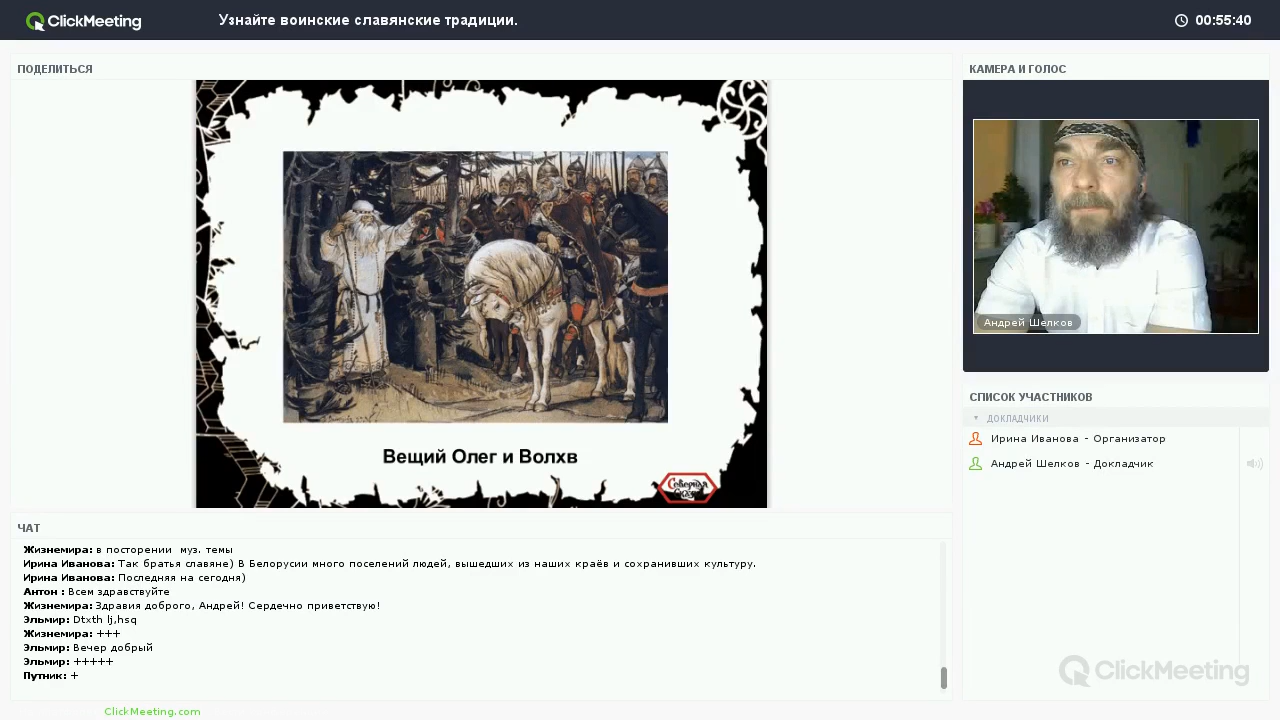 ClickMeeting
Узнайте воинские славянские традиции.
00:55:40
ПОДЕЛИТЬСЯ
Вещий Олег и Волхв
Северная
КАМЕРА И ГОЛОС
Андрей Шелков
СПИСОК УЧАСТНИКОВ
ДОКЛАДЧИКИ
Ирина Иванова - Организатор
Андрей Шелков - Докладчик
ClickMeeting
ЧАТ
Жизнемира: в посторении муз. темы
Ирина Иванова: Так братья славяне) В Белорусии много поселений людей, вышедших из наших краёв и сохранивших культуру.
Ирина Иванова: Последняя на сегодня)
Антон : Всем здравствуйте
Жизнемира: Здравия доброго, Андрей! Сердечно приветствую!
Эльмир: Dtxth lj,hsq
Жизнемира: +++
Эльмир: Вечер добрый
Эльмир: +++++
Путник: +
ClickMeeting.com